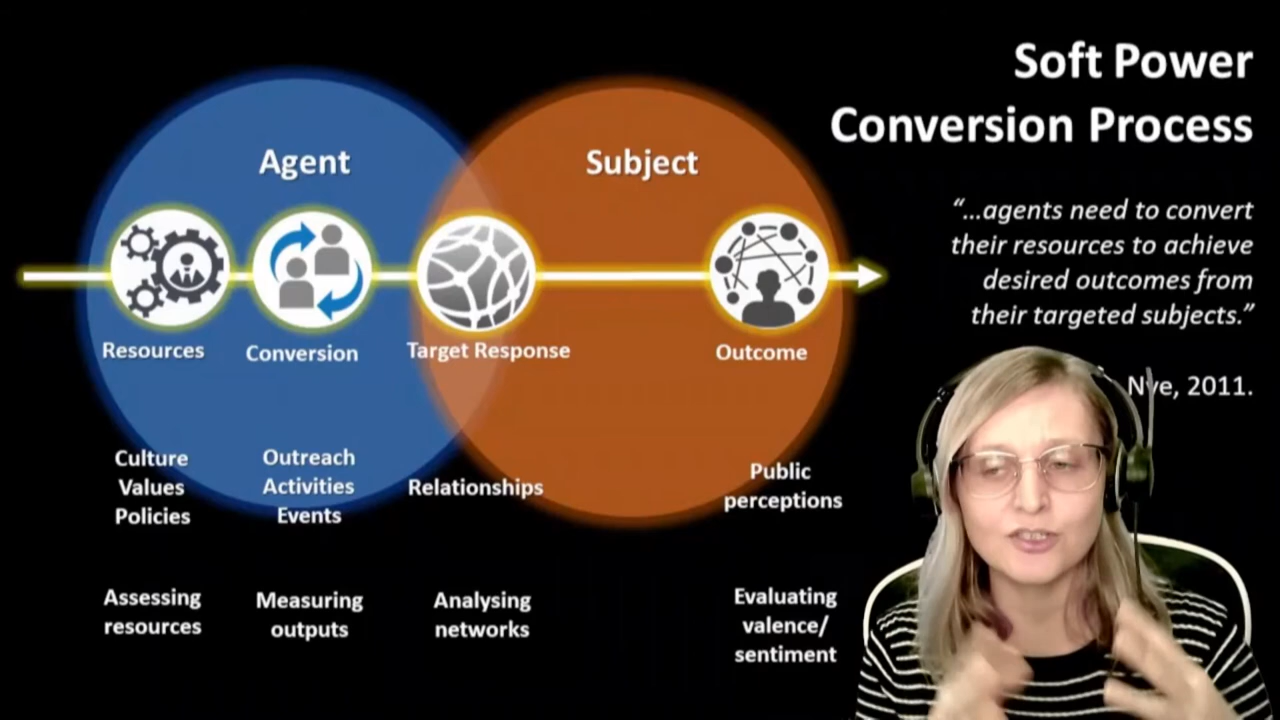 Soft Power
Conversion Process
Agent
Subject
“...agents need to convert
their resources to achieve
desired outcomes from
their targeted subjects.”
Nye, 2011.
Resources
Conversion
Target Response
Outcome
Culture
Values
Policies
Outreach
Activities
Events
Relationships
Public
perceptions
Assessing
resources
Measuring
outputs
Analysing
networks
Evaluating
valence/
sentiment